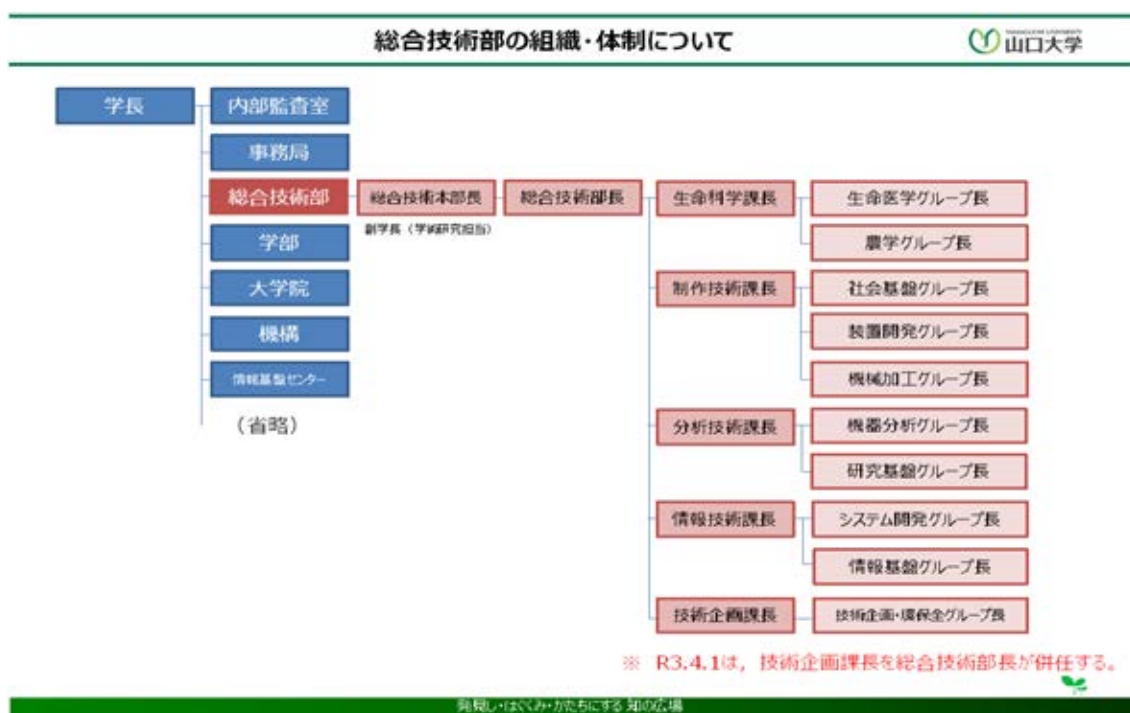 総合技術部の組織・体制について
山口大学
学長
内部監査室
事務局
総合技術部
総合技術本部長
総合技術部長
生命科学課長
生命医学グループ長
副学長（学術研究担当）
学部
農学グループ長
大学院
制作技術課長
社会基盤グループ長
機構
装置開発グループ長
情報基盤センター
機械加工グループ長
（省略）
分析技術課長
機器分析グループ長
研究基盤グループ長
情報技術課長
システム開発グループ長
情報基盤グループ長
技術企画課長
技術企画・環保全グループ長
※ R3.4.1は，技術企画課長を総合技術部長が併任する。
発見し・はぐくみ・かたちにする 知の広場